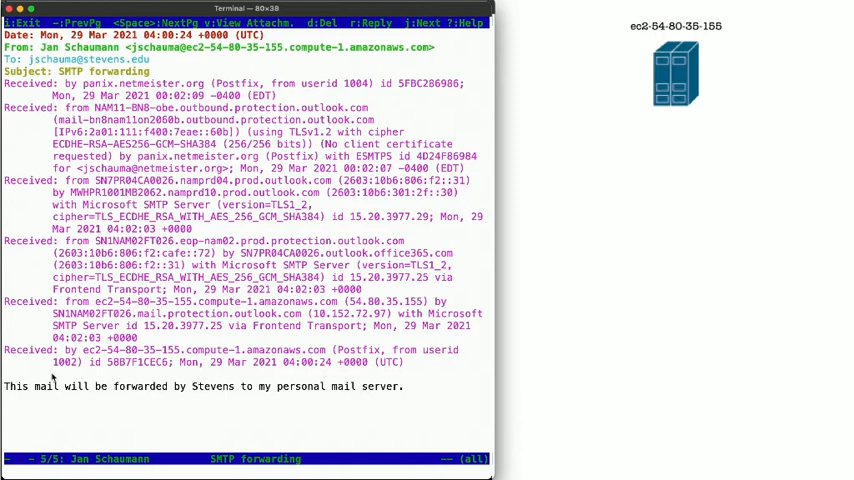 Terminal — 80×38
i:Exit -:PrevPg <Space>:NextPg v:View Attachm. d:Del r:Reply j:Next ?:Help
Date: Mon, 29 Mar 2021 04:00:24 +0000 (UTC)
From: Jan Schaumann <jschauma@ec2-54-80-35-155.compute-1.amazonaws.com>
To: jschauma@stevens.edu
Subject: SMTP forwarding
Received: by panix.netmeister.org (Postfix, from userid 1004) id 5FBC286986;
Mon, 29 Mar 2021 00:02:09 -0400 (EDT)
Received: from NAM11-BN8-obe.outbound.protection.outlook.com
(mail-bn8nam11on2060b.outbound.protection.outlook.com
[IPv6:2a01:111:f400:7eae::60b]) (using TLSv1.2 with cipher
ECDHE-RSA-AES256-GCM-SHA384 (256/256 bits)) (No client certificate
requested) by panix.netmeister.org (Postfix) with ESMTPS id 4D24F86984
for <jschauma@netmeister.org>; Mon, 29 Mar 2021 00:02:07 -0400 (EDT)
Received: from SN7PR04CA0026.namprd04.prod.outlook.com (2603:10b6:806:f2::31)
by MWHPR1001MB2062.namprd10.prod.outlook.com (2603:10b6:301:2f::30)
with Microsoft SMTP Server (version=TLS1_2,
cipher=TLS_ECDHE_RSA_WITH_AES_256_GCM_SHA384) id 15.20.3977.29; Mon, 29
Mar 2021 04:02:03 +0000
Received: from SN1NAM02FT026.eop-nam02.prod.protection.outlook.com
(2603:10b6:806:f2:cafe::72) by SN7PR04CA0026.outlook.office365.com
(2603:10b6:806:f2::31) with Microsoft SMTP Server (version=TLS1_2,
cipher=TLS_ECDHE_RSA_WITH_AES_256_GCM_SHA384) id 15.20.3977.25 via
Frontend Transport; Mon, 29 Mar 2021 04:02:03 +0000
Received: from ec2-54-80-35-155.compute-1.amazonaws.com (54.80.35.155) by
SN1NAM02FT026.mail.protection.outlook.com (10.152.72.97) with Microsoft
SMTP Server id 15.20.3977.25 via Frontend Transport; Mon, 29 Mar 2021
04:02:03 +0000
Received: by ec2-54-80-35-155.compute-1.amazonaws.com (Postfix, from userid
1002) id 58B7F1CEC6; Mon, 29 Mar 2021 04:00:24 +0000 (UTC)
This mail will be forwarded by Stevens to my personal mail server.
- - 5/5: Jan Schaumann SMTP forwarding -- (all)
ec2-54-80-35-155